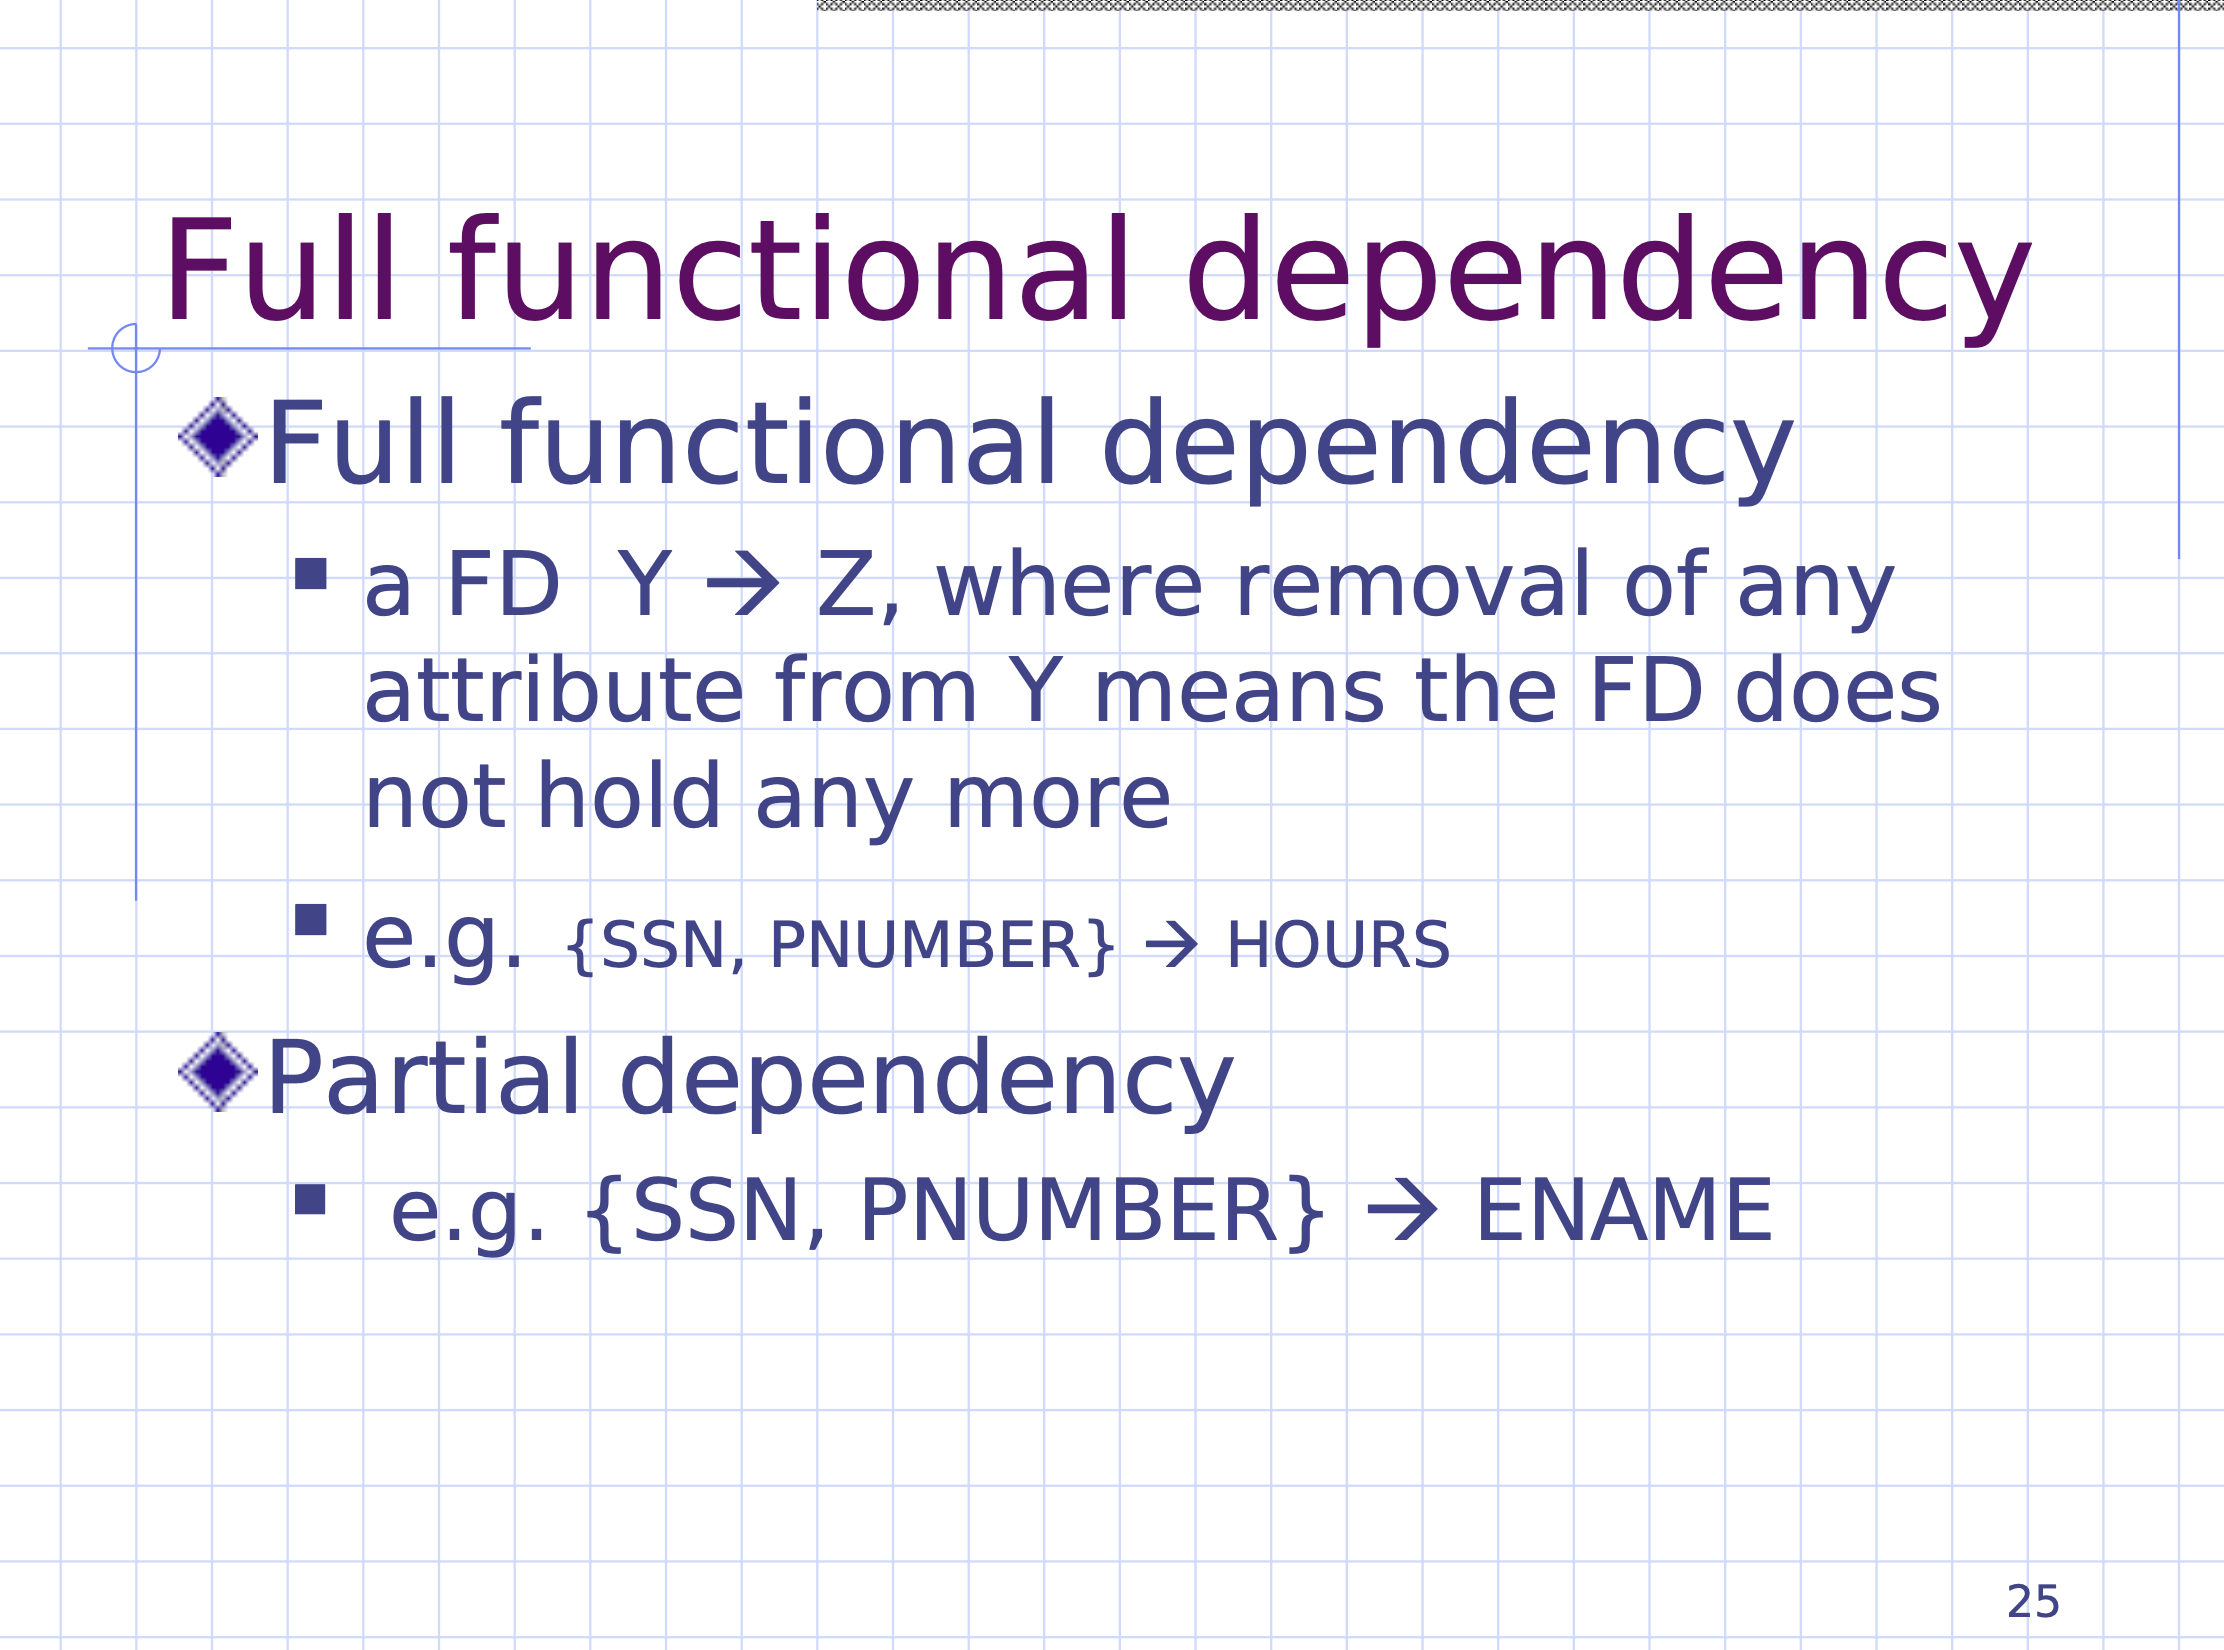 Full functional dependency
Full functional dependency
a FD  Y → Z, where removal of any
attribute from Y means the FD does
not hold any more
e.g. {SSN, PNUMBER} → HOURS
Partial dependency
e.g. {SSN, PNUMBER} → ENAME
25